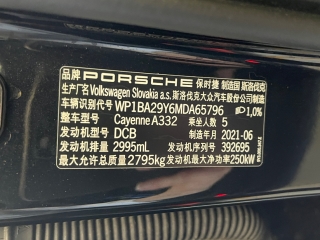 品牌 PORSCHE 保时捷 制造国 斯洛伐克
生产厂名 Volkswagen Slovakia a.s. 斯洛伐克大众汽车股份公司制造
车辆识别代号 WP1BA29Y6MDA65796 1,0%
整车型号 Cayenne A332 乘坐人数 5
发动机型号 DCB 制造年月 2021-06
发动机排量 2995mL 发动机序号 392695
最大允许总质量 2795kg 发动机最大净功率 250kW